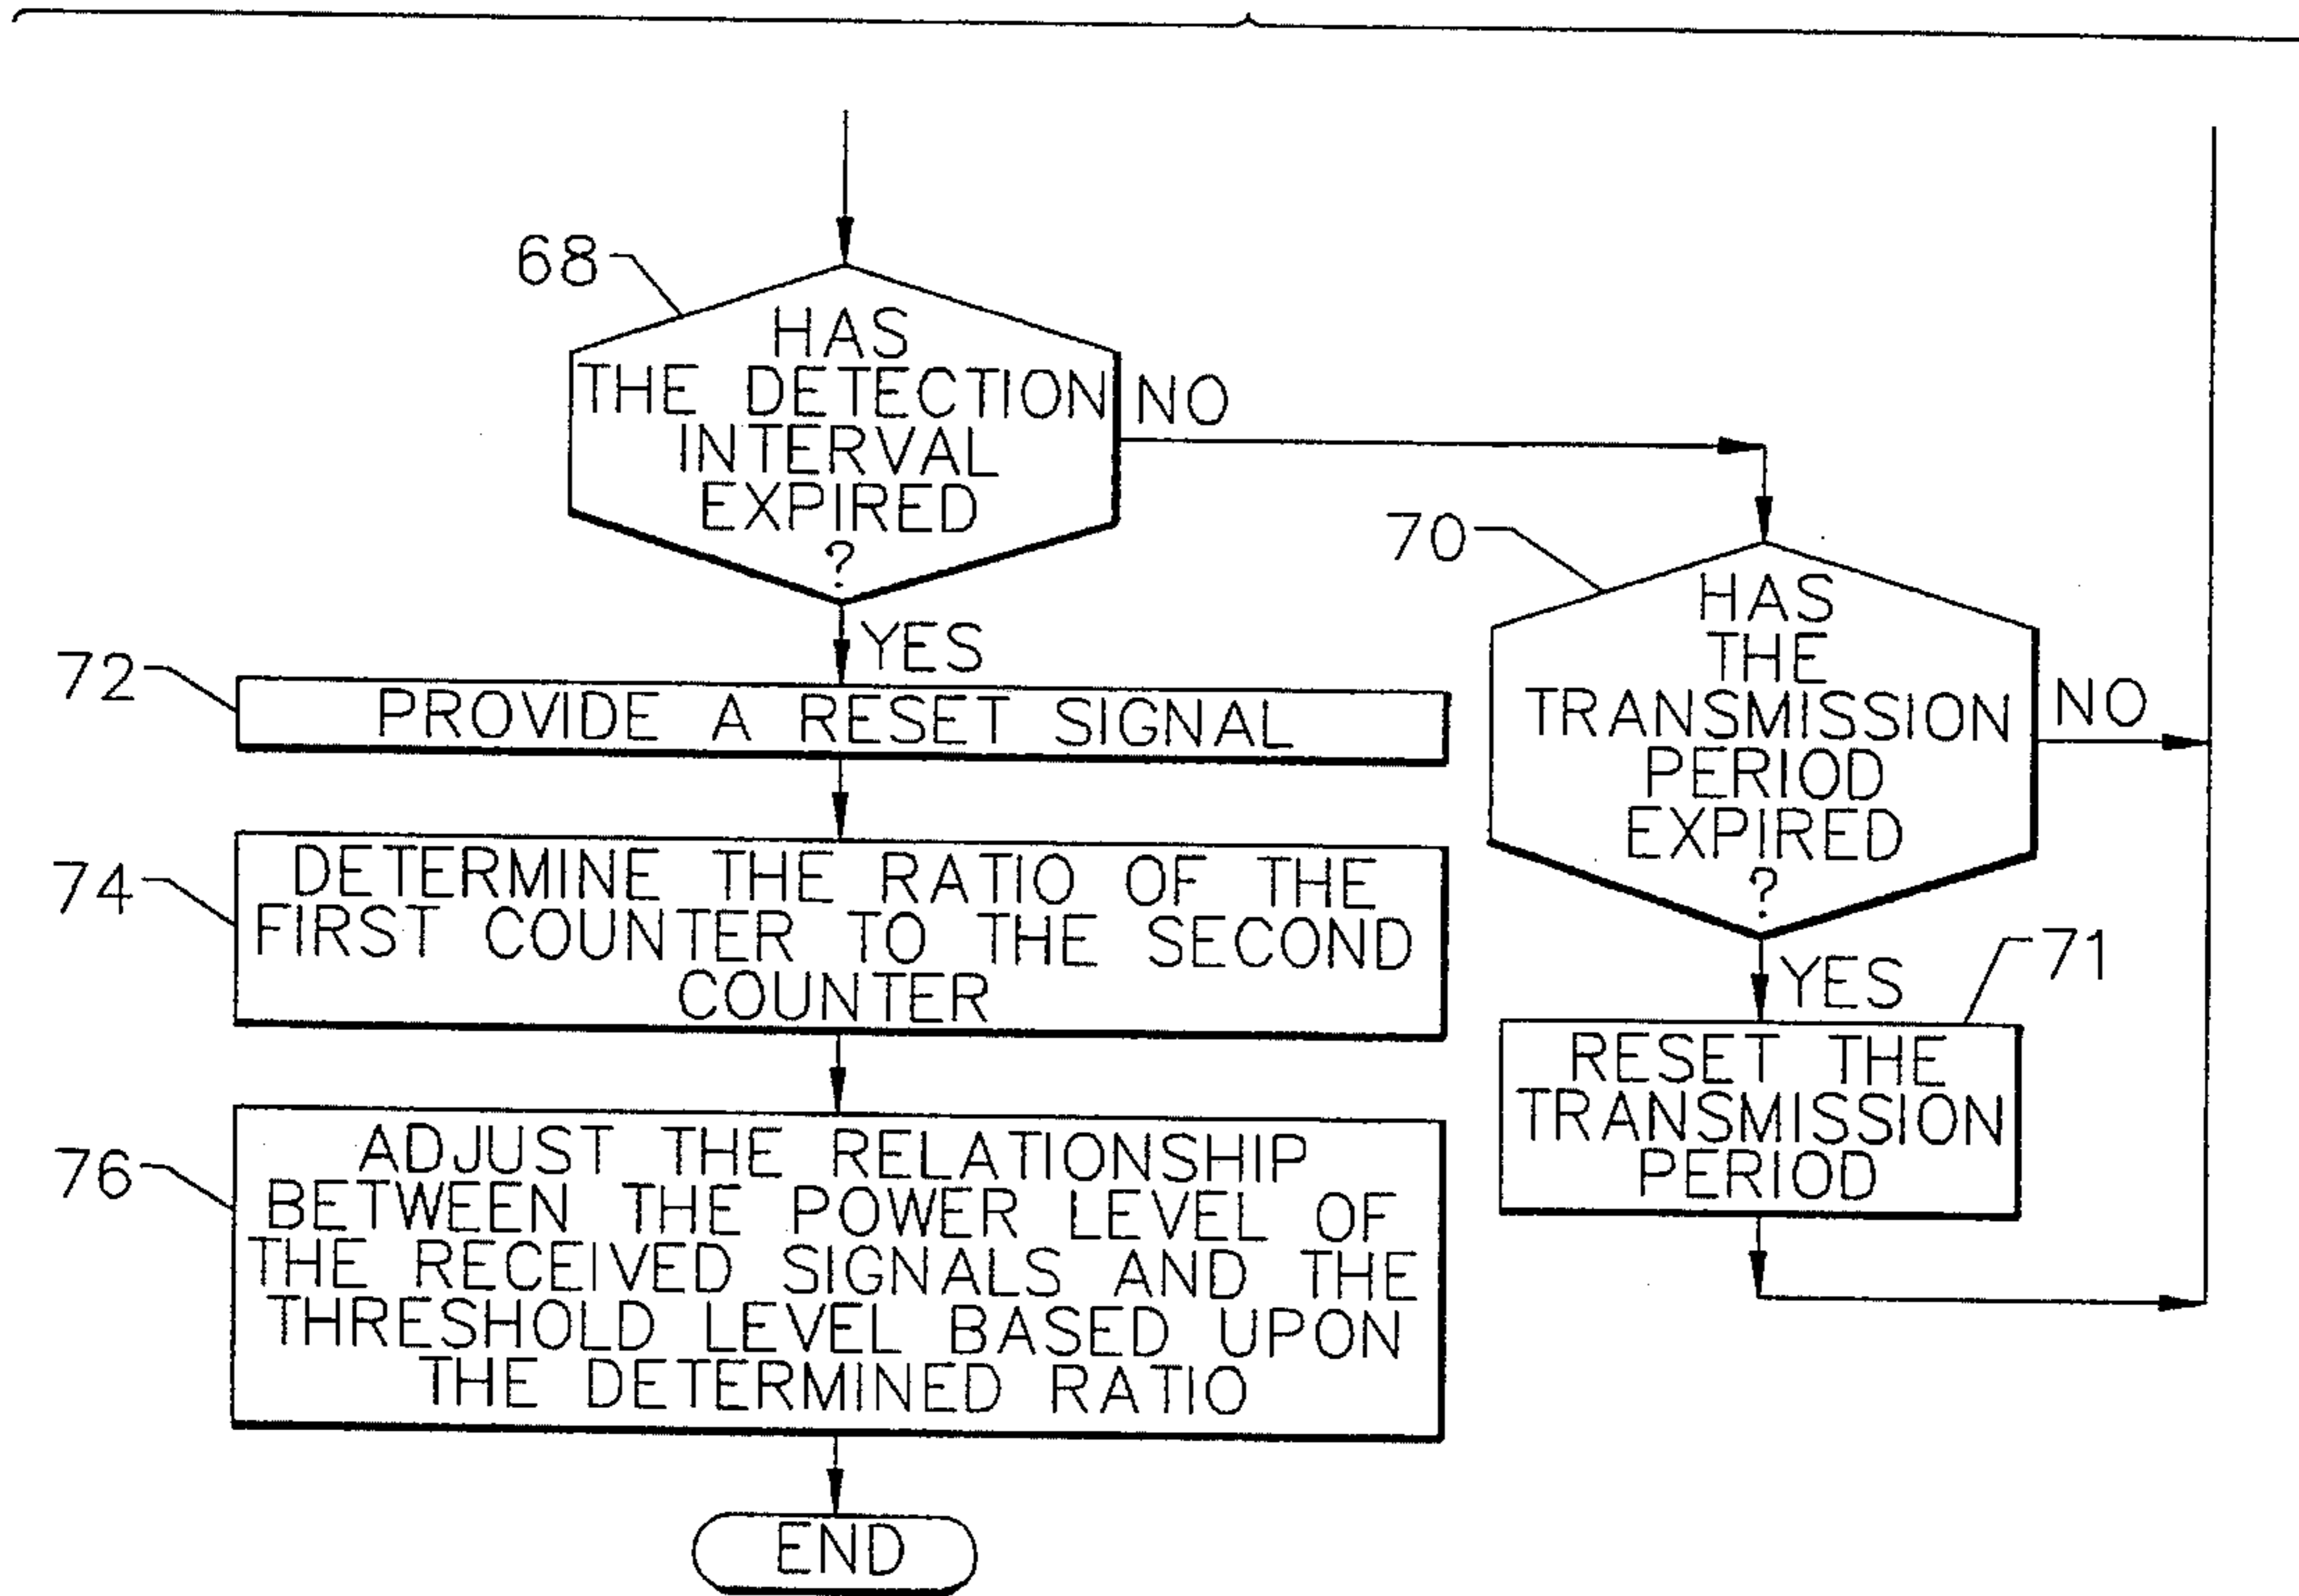 68
HAS
THE DETECTION
INTERVAL
EXPIRED
?
NO
YES
70
HAS
THE
TRANSMISSION
PERIOD
EXPIRED
?
NO
YES
71
RESET THE
TRANSMISSION
PERIOD
72
PROVIDE A RESET SIGNAL
74
DETERMINE THE RATIO OF THE
FIRST COUNTER TO THE SECOND
COUNTER
76
ADJUST THE RELATIONSHIP
BETWEEN THE POWER LEVEL OF
THE RECEIVED SIGNALS AND THE
THRESHOLD LEVEL BASED UPON
THE DETERMINED RATIO
END